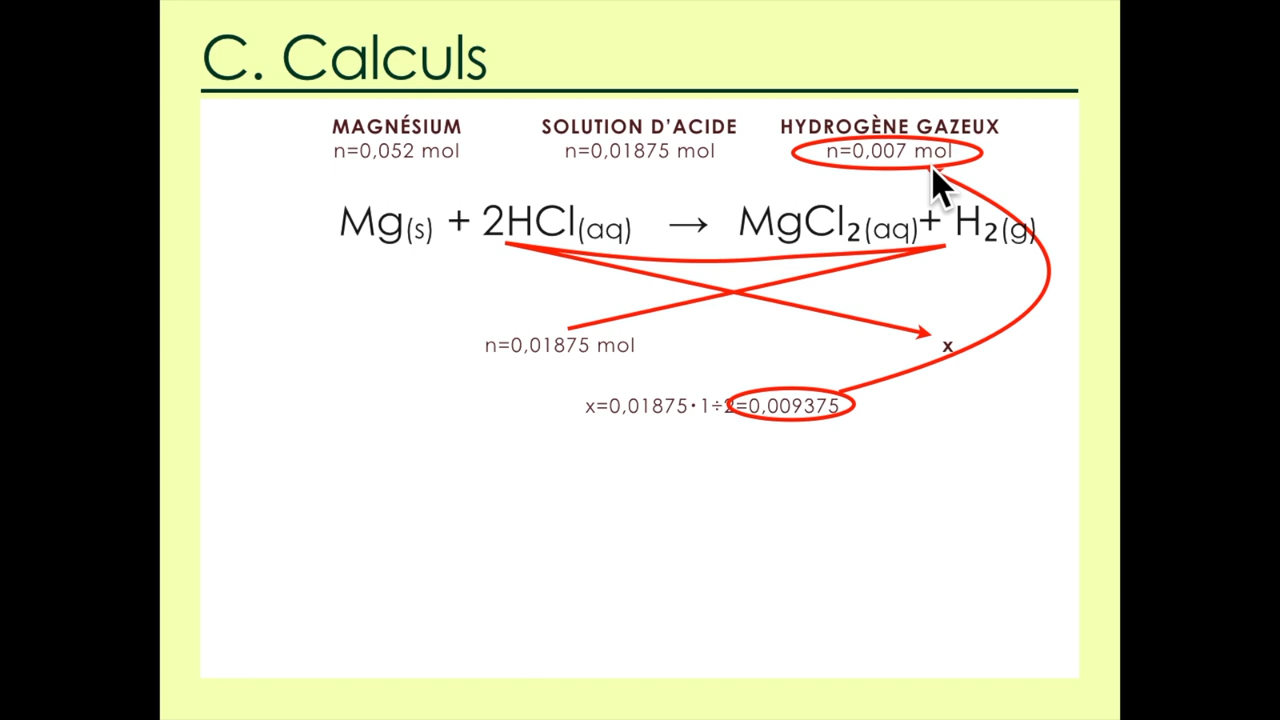 C. Calculs
MAGNÉSIUM SOLUTION D'ACIDE HYDROGÈNE GAZEUX
n=0,052 mol n=0,01875 mol n=0,007 mol
Mg(s) + 2HCl(aq) → MgCl₂(aq)+ H₂(g)
n=0,01875 mol x
x=0,01875·1÷2=0,009375